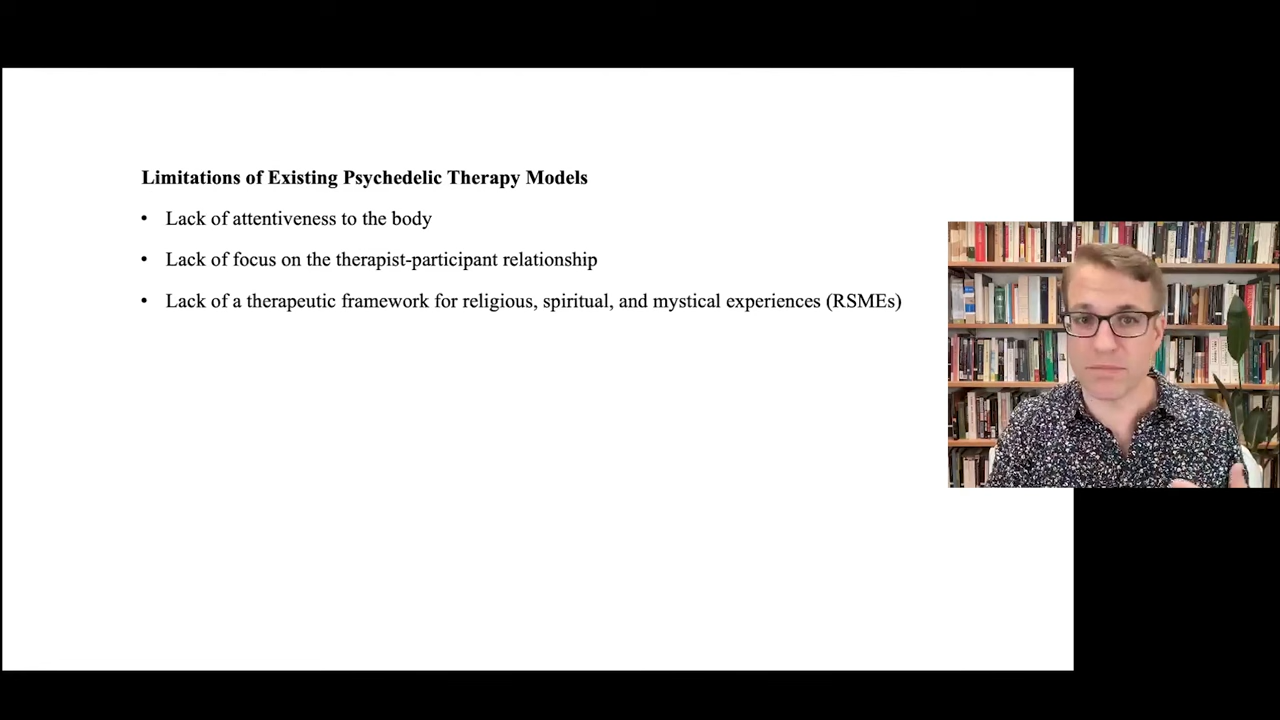 Limitations of Existing Psychedelic Therapy Models
• Lack of attentiveness to the body
• Lack of focus on the therapist-participant relationship
• Lack of a therapeutic framework for religious, spiritual, and mystical experiences (RSMEs)